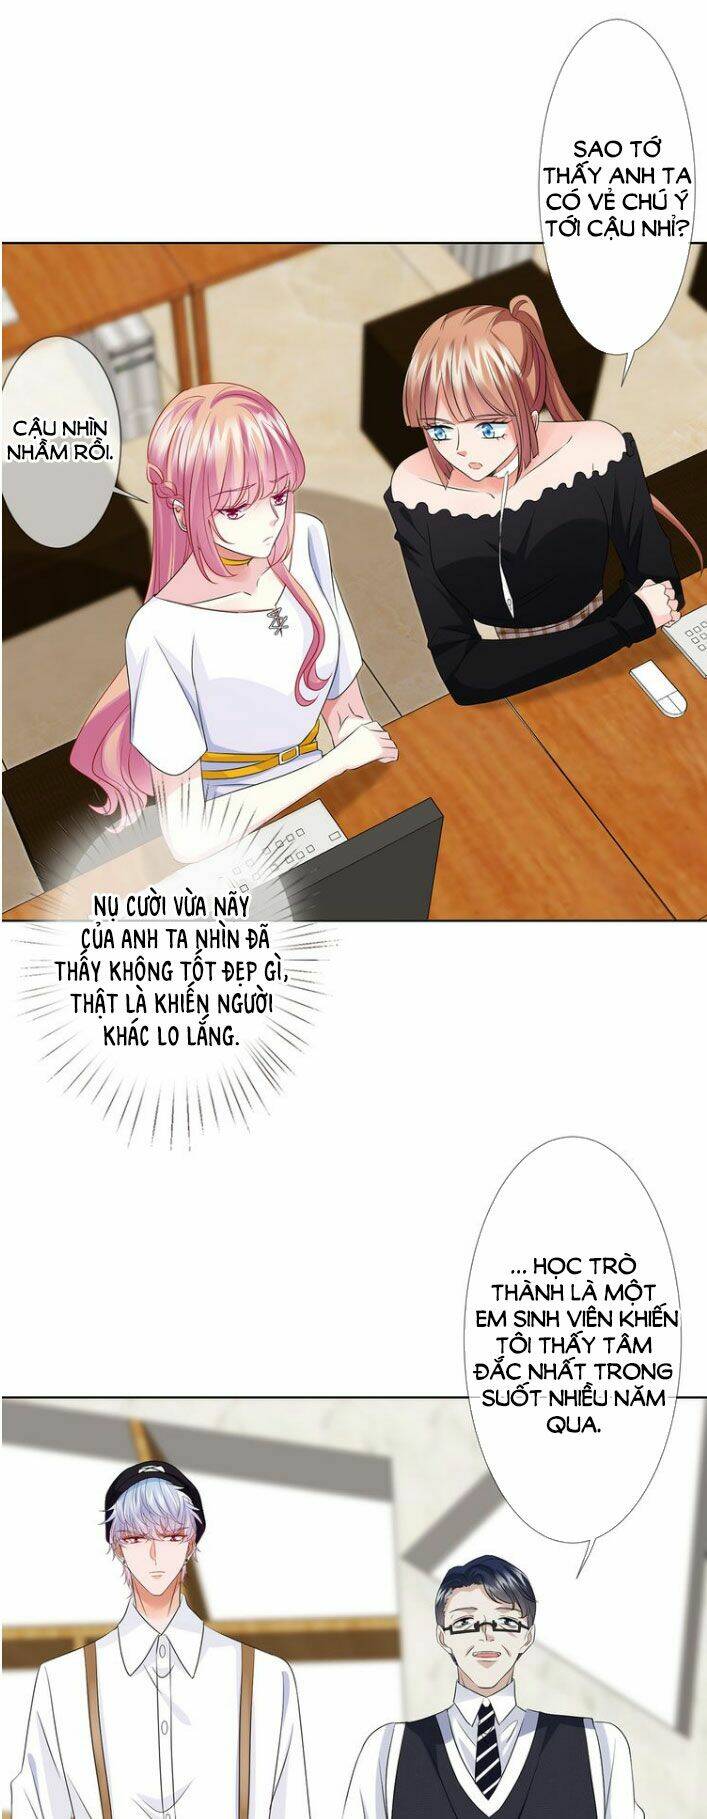 SAO TỚ
THẤY ANH TA
CÓ VẺ CHÚ Ý
TỚI CẬU NHỈ?
CẬU NHÌN
NHẦM RỒI.
NỤ CƯỜI VỪA NÃY
CỦA ANH TA NHÌN ĐÃ
THẤY KHÔNG TỐT ĐẸP GÌ,
THẬT LÀ KHIẾN NGƯỜI
KHÁC LO LẮNG.
... HỌC TRÒ
THÀNH LÀ MỘT
EM SINH VIÊN KHIẾN
TÔI THẤY TÂM
ĐẮC NHẤT TRONG
SUỐT NHIỀU NĂM
QUA.